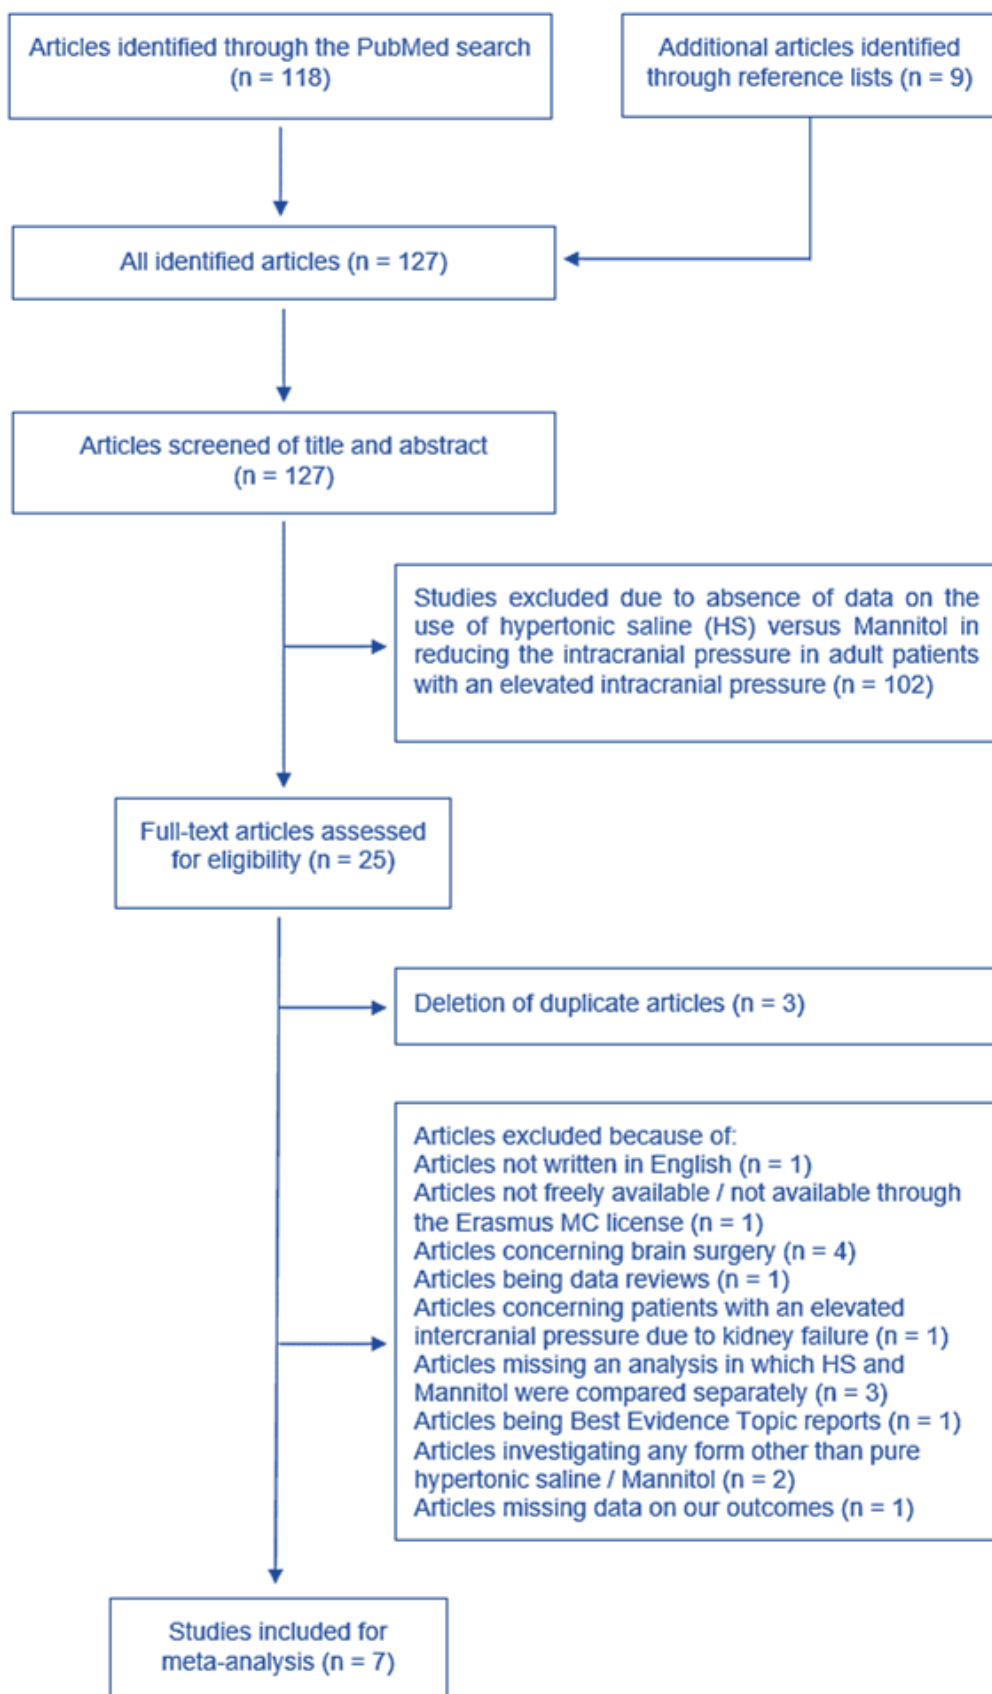 Articles identified through the PubMed search
(n = 118)
Additional articles identified
through reference lists (n = 9)
All identified articles (n = 127)
Articles screened of title and abstract
(n = 127)
Studies excluded due to absence of data on the
use of hypertonic saline (HS) versus Mannitol in
reducing the intracranial pressure in adult patients
with an elevated intracranial pressure (n = 102)
Full-text articles assessed
for eligibility (n = 25)
Deletion of duplicate articles (n = 3)
Articles excluded because of:
Articles not written in English (n = 1)
Articles not freely available / not available through
the Erasmus MC license (n = 1)
Articles concerning brain surgery (n = 4)
Articles being data reviews (n = 1)
Articles concerning patients with an elevated
intercranial pressure due to kidney failure (n = 1)
Articles missing an analysis in which HS and
Mannitol were compared separately (n = 3)
Articles being Best Evidence Topic reports (n = 1)
Articles investigating any form other than pure
hypertonic saline / Mannitol (n = 2)
Articles missing data on our outcomes (n = 1)
Studies included for
meta-analysis (n = 7)